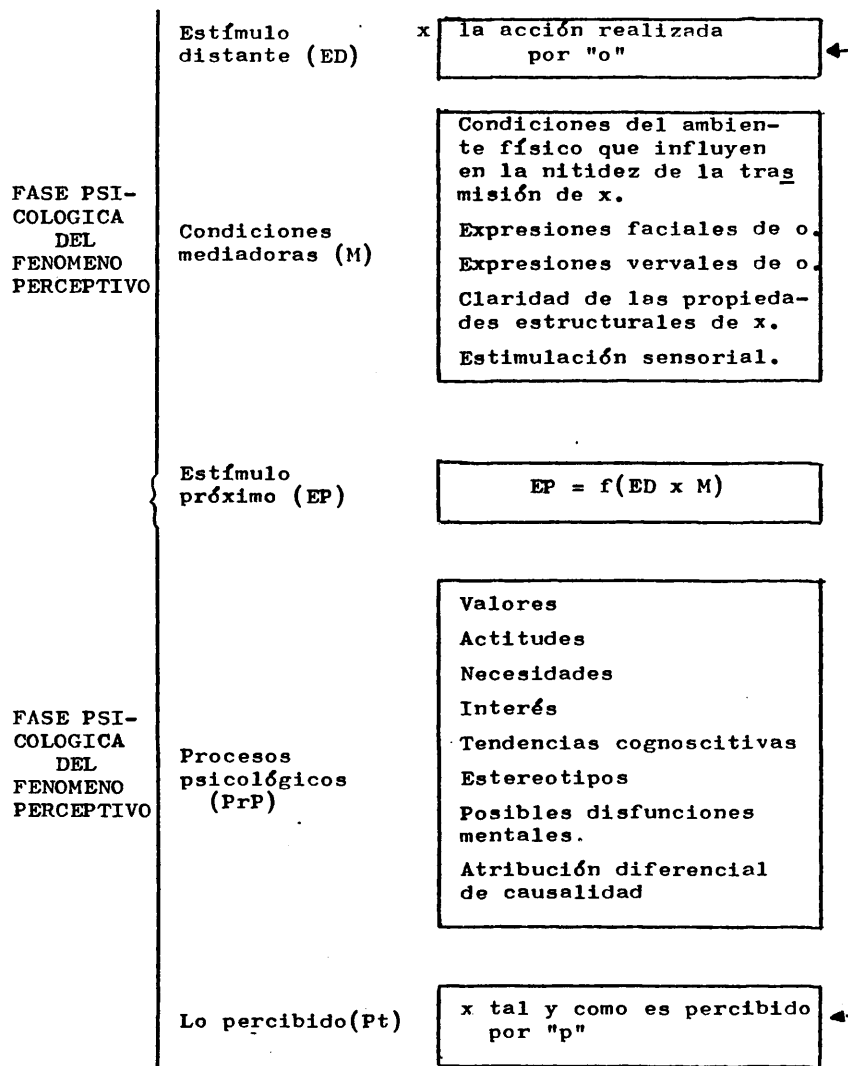 Estímulo
distante (ED)
x la acción realizada
por "o"
FASE PSI-
COLOGICA
DEL
FENOMENO
PERCEPTIVO
Condiciones
mediadoras (M)
Condiciones del ambien-
te físico que influyen
en la nitidez de la tras
misión de x.
Expresiones faciales de o.
Expresiones vervales de o.
Claridad de las propieda-
des estructurales de x.
Estimulación sensorial.
Estímulo
próximo (EP)
EP = f(ED x M)
FASE PSI-
COLOGICA
DEL
FENOMENO
PERCEPTIVO
Procesos
psicológicos
(PrP)
Valores
Actitudes
Necesidades
Interés
Tendencias cognoscitivas
Estereotipos
Posibles disfunciones
mentales.
Atribución diferencial
de causalidad
Lo percibido(Pt)
x tal y como es percibido
por "p"